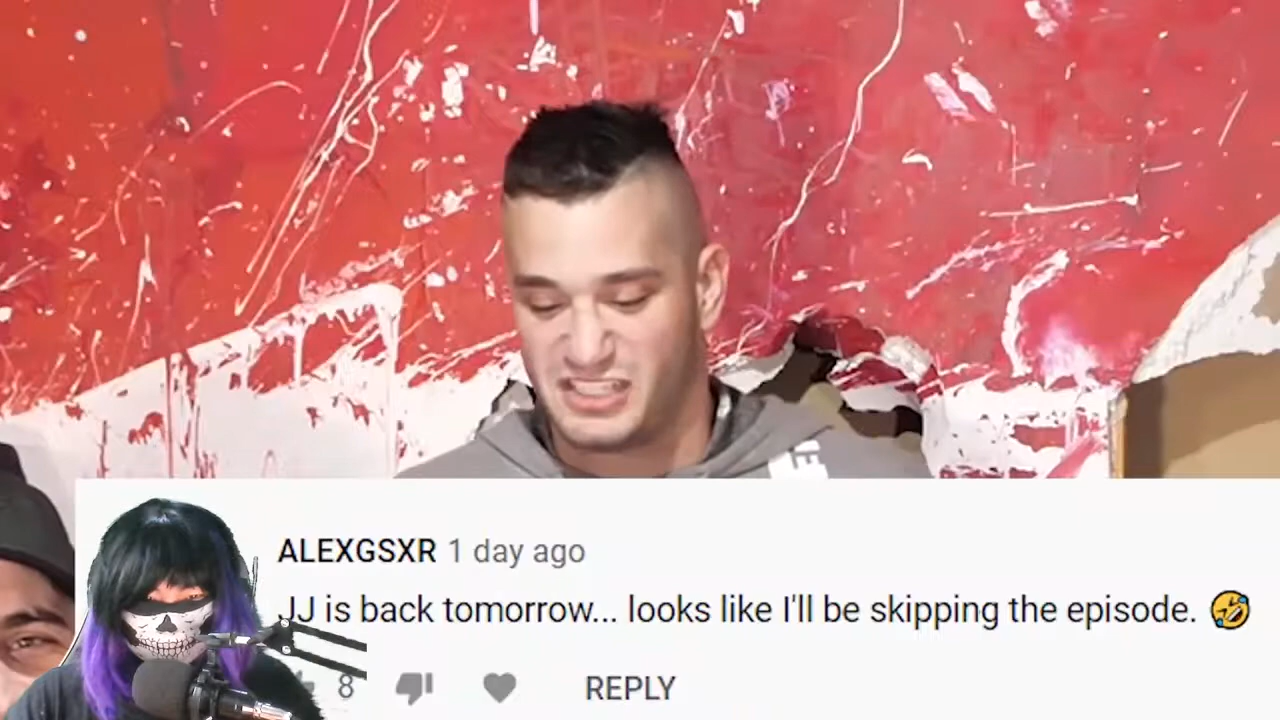 ALEXGSXR 1 day ago
JJ is back tomorrow... looks like I'll be skipping the episode. 🤣
8 REPLY